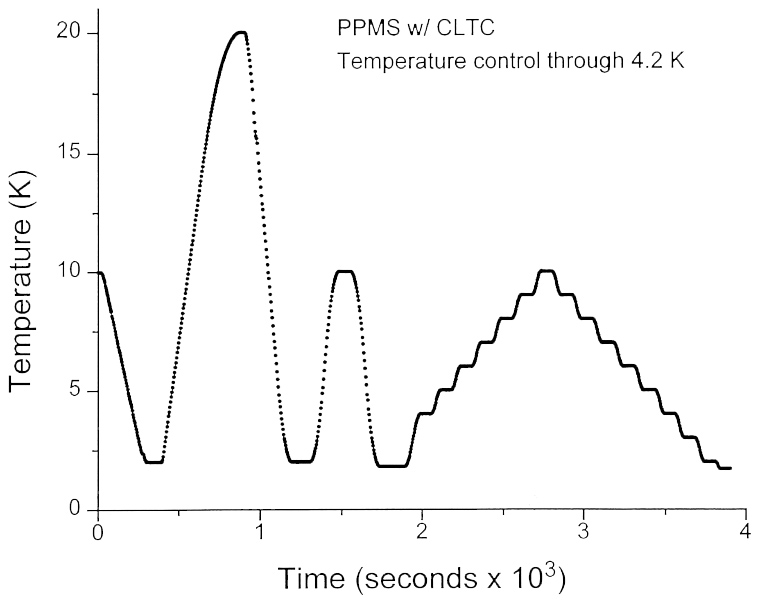 PPMS w/ CLTC
Temperature control through 4.2 K
20
15
10
5
0
Temperature (K)
0 1 2 3 4
Time (seconds x 10³)